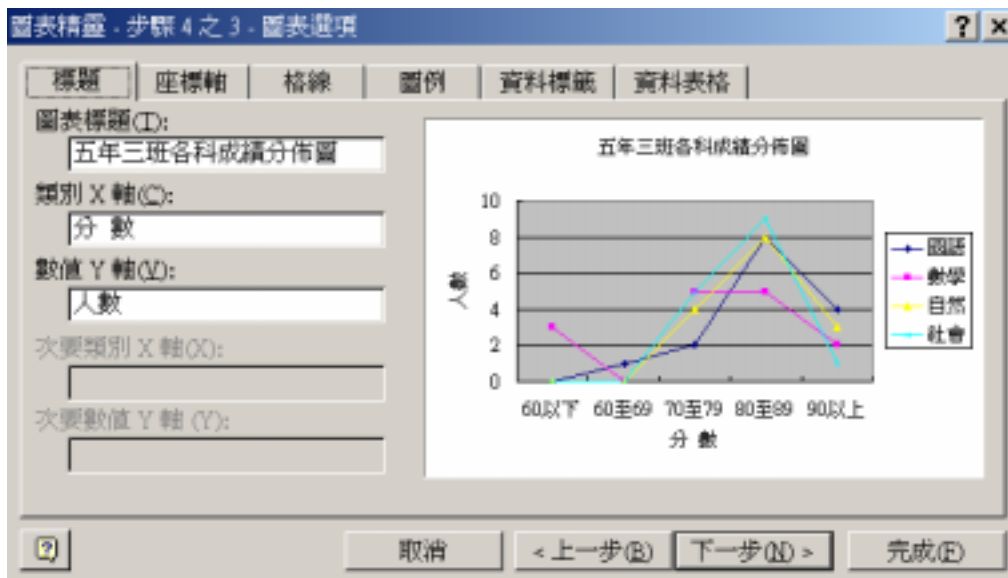 圖表精靈 - 步驟 4 之 3 - 圖表選項
標題 座標軸 格線 圖例 資料標籤 資料表格
圖表標題(T):
五年三班各科成績分佈圖
類別 X 軸(C):
分 數
數值 Y 軸(V):
人數
次要類別 X 軸(X):
次要數值 Y 軸 (Y):
五年三班各科成績分佈圖
10
8
6
4
2
0
人數
60以下 60至69 70至79 80至89 90以上
分 數
國語
數學
自然
社會
取消 < 上一步(B) 下一步(N) > 完成(F)